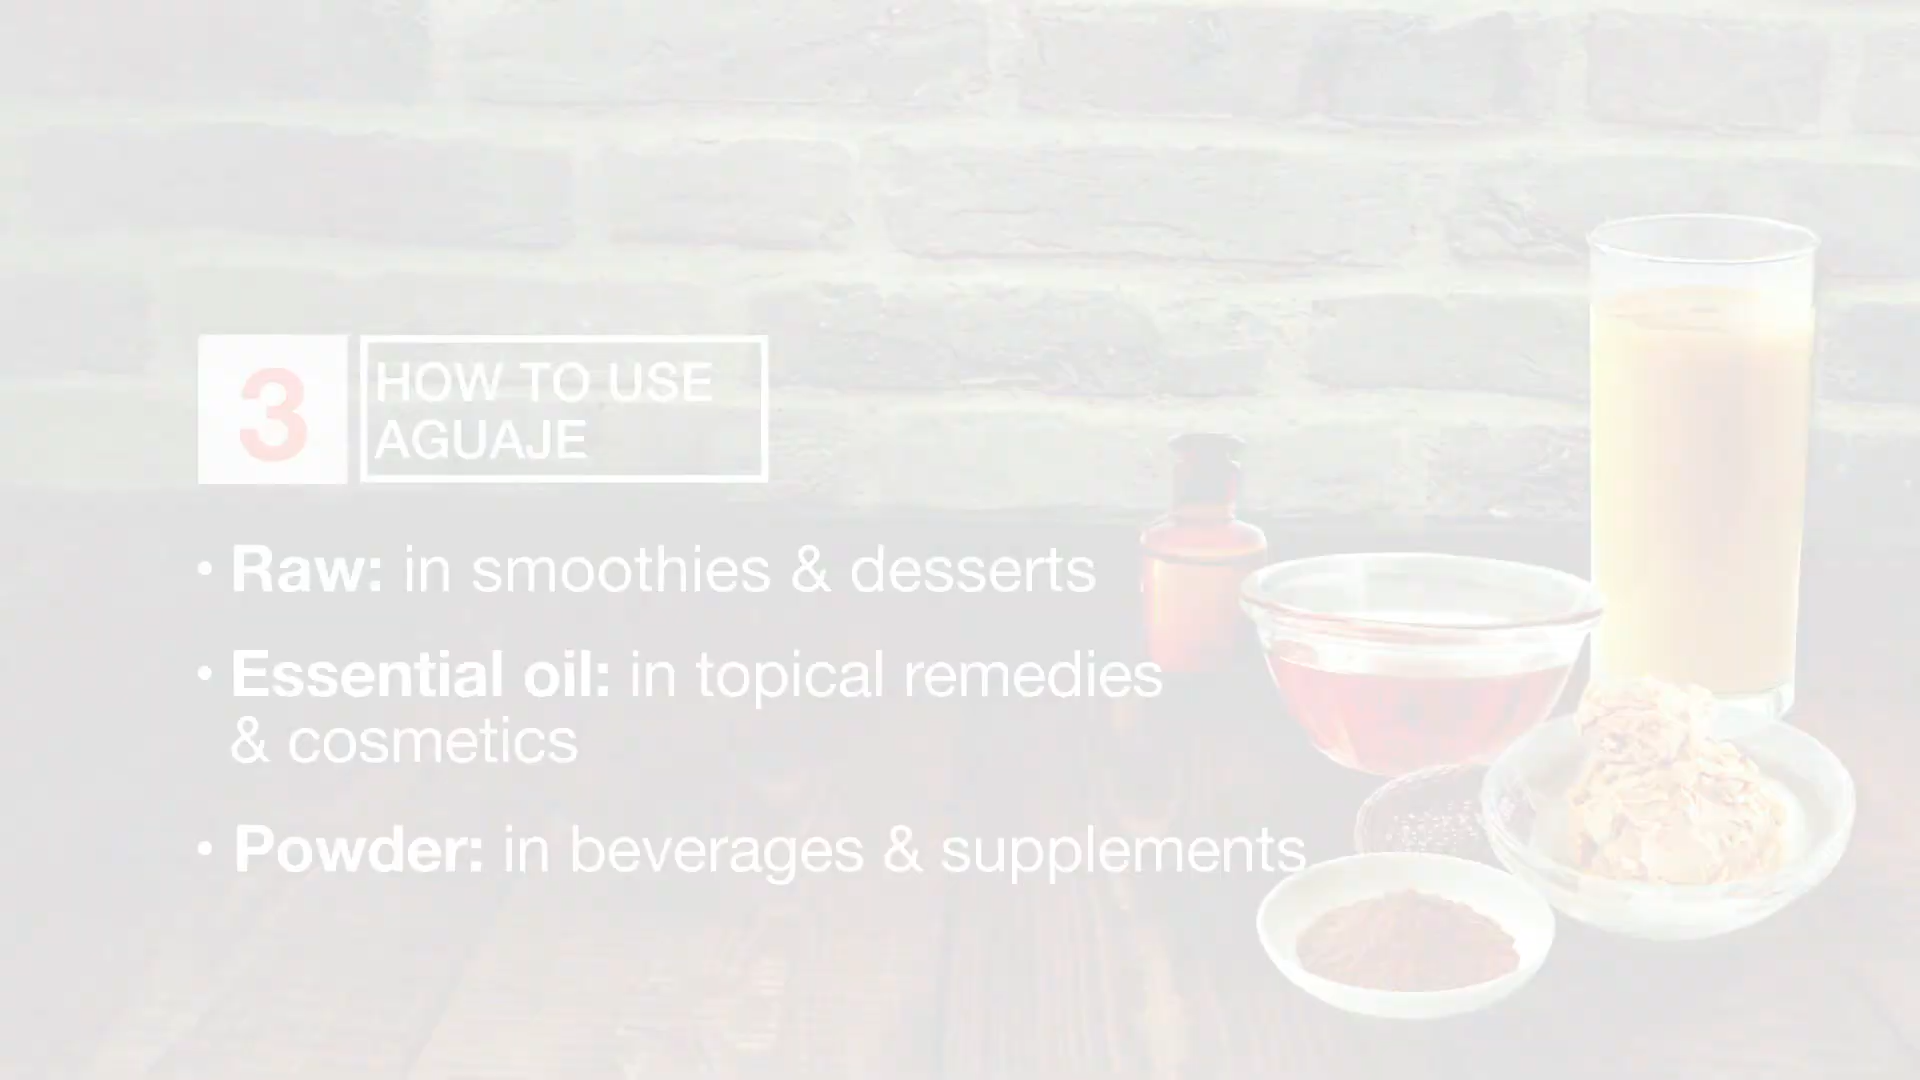 3
HOW TO USE
AGUAJE
• Raw: in smoothies & desserts
• Essential oil: in topical remedies
& cosmetics
• Powder: in beverages & supplements